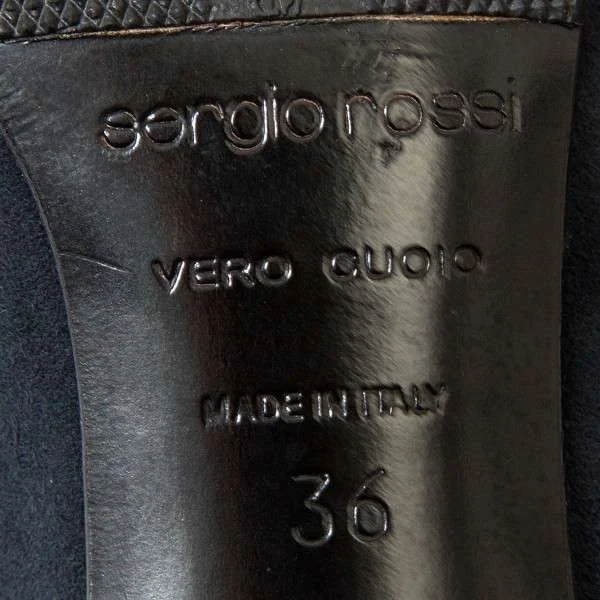 sergio rossi
VERO CUOIO
MADE IN ITALY
36